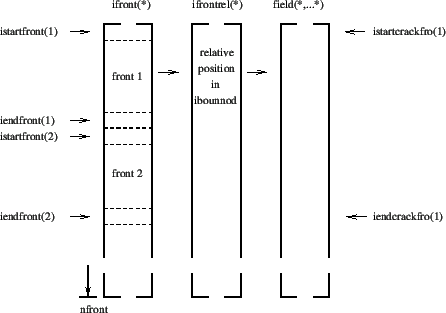 ifront(*) ifrontrel(*) field(*,...*)
istartfront(1) istartcrackfro(1)
relative
position
in
ibounnod
front 1
iendfront(1)
istartfront(2)
front 2
iendfront(2) iendcrackfro(1)
nfront